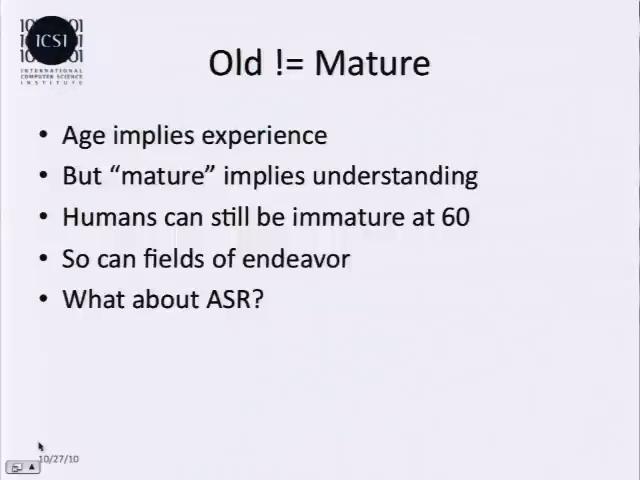 ICSI
INTERNATIONAL
COMPUTER SCIENCE
INSTITUTE
Old != Mature
• Age implies experience
• But “mature” implies understanding
• Humans can still be immature at 60
• So can fields of endeavor
• What about ASR?
10/27/10